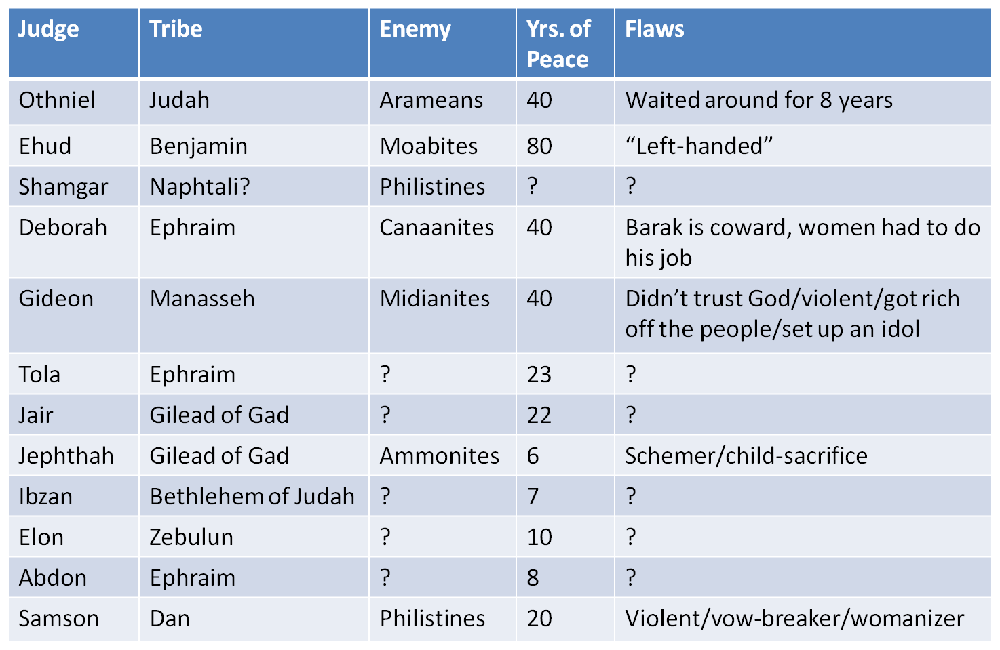 Judge Tribe Enemy Yrs. of Peace Flaws
Othniel Judah Arameans 40 Waited around for 8 years
Ehud Benjamin Moabites 80 “Left-handed”
Shamgar Naphtali? Philistines ? ?
Deborah Ephraim Canaanites 40 Barak is coward, women had to do
his job
Gideon Manasseh Midianites 40 Didn’t trust God/violent/got rich
off the people/set up an idol
Tola Ephraim ? 23 ?
Jair Gilead of Gad ? 22 ?
Jephthah Gilead of Gad Ammonites 6 Schemer/child-sacrifice
Ibzan Bethlehem of Judah ? 7 ?
Elon Zebulun ? 10 ?
Abdon Ephraim ? 8 ?
Samson Dan Philistines 20 Violent/vow-breaker/womanizer